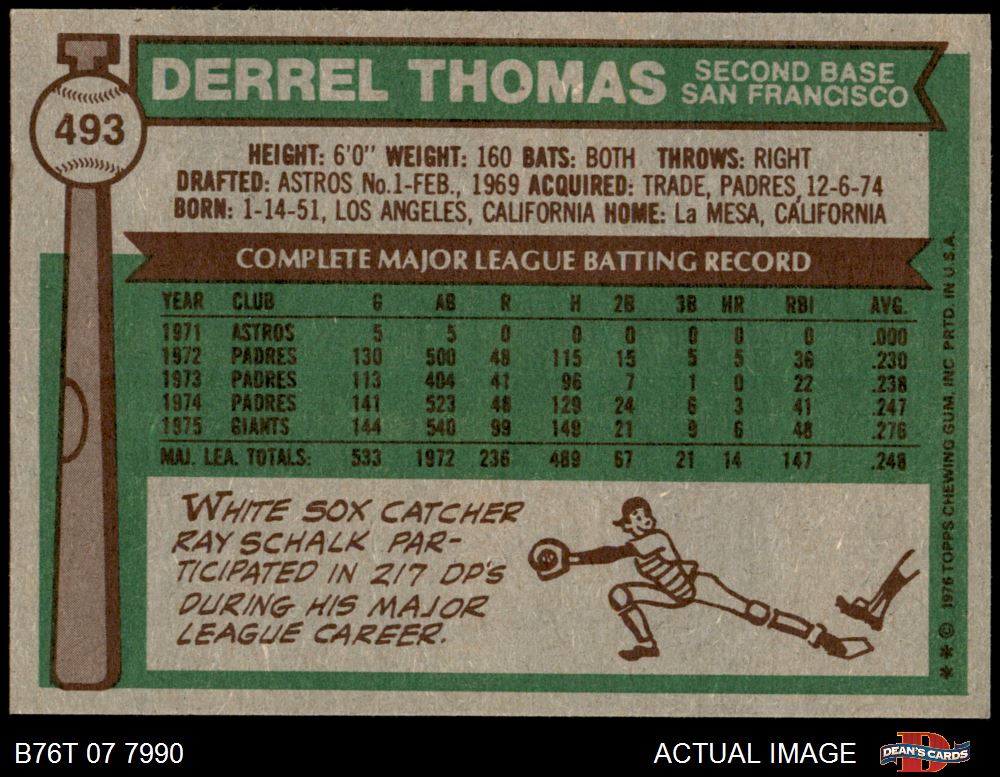 493
DERREL THOMAS SECOND BASE SAN FRANCISCO
HEIGHT: 6'0" WEIGHT: 160 BATS: BOTH THROWS: RIGHT
DRAFTED: ASTROS No.1-FEB., 1969 ACQUIRED: TRADE, PADRES, 12-6-74
BORN: 1-14-51, LOS ANGELES, CALIFORNIA HOME: La MESA, CALIFORNIA
COMPLETE MAJOR LEAGUE BATTING RECORD
YEAR CLUB G AB R H 2B 3B HR RBI AVG.
1971 ASTROS 5 5 0 0 0 0 0 0 .000
1972 PADRES 130 500 48 115 15 5 5 36 .230
1973 PADRES 113 404 41 96 7 1 0 22 .238
1974 PADRES 141 523 48 129 24 6 3 41 .247
1975 GIANTS 144 540 99 149 21 9 6 48 .276
MAJ. LEA. TOTALS: 533 1972 236 489 67 21 14 147 .248
WHITE SOX CATCHER
RAY SCHALK PAR-
TICIPATED IN 217 DP'S
DURING HIS MAJOR
LEAGUE CAREER.
* * © 1976 TOPPS CHEWING GUM, INC PRTD. IN U.S.A.
B76T 07 7990 ACTUAL IMAGE D DEAN'S CARDS